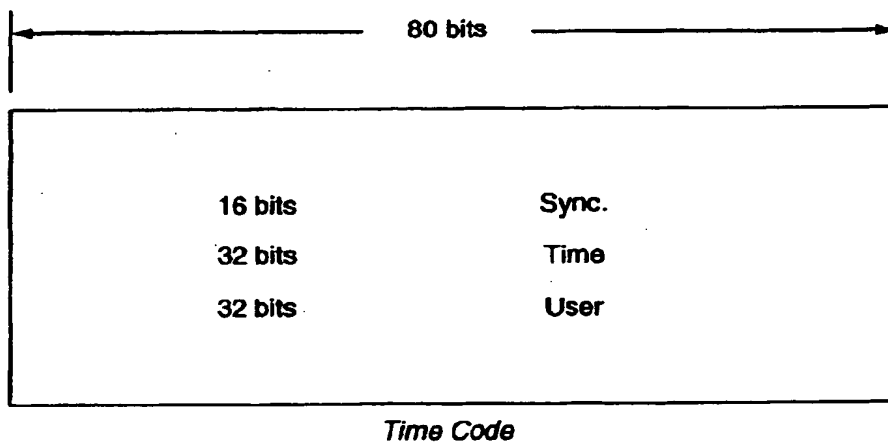 80 bits
16 bits Sync.
32 bits Time
32 bits User
Time Code